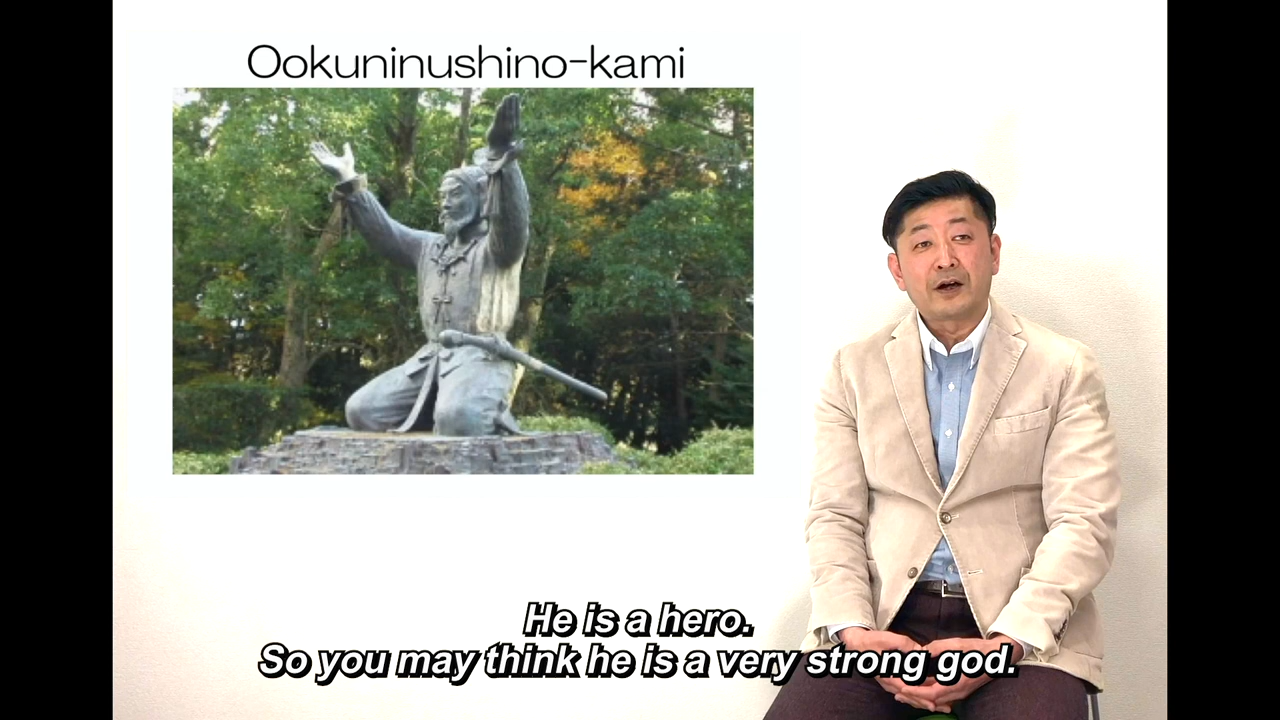 Ookuninushino-kami
He is a hero.
So you may think he is a very strong god.